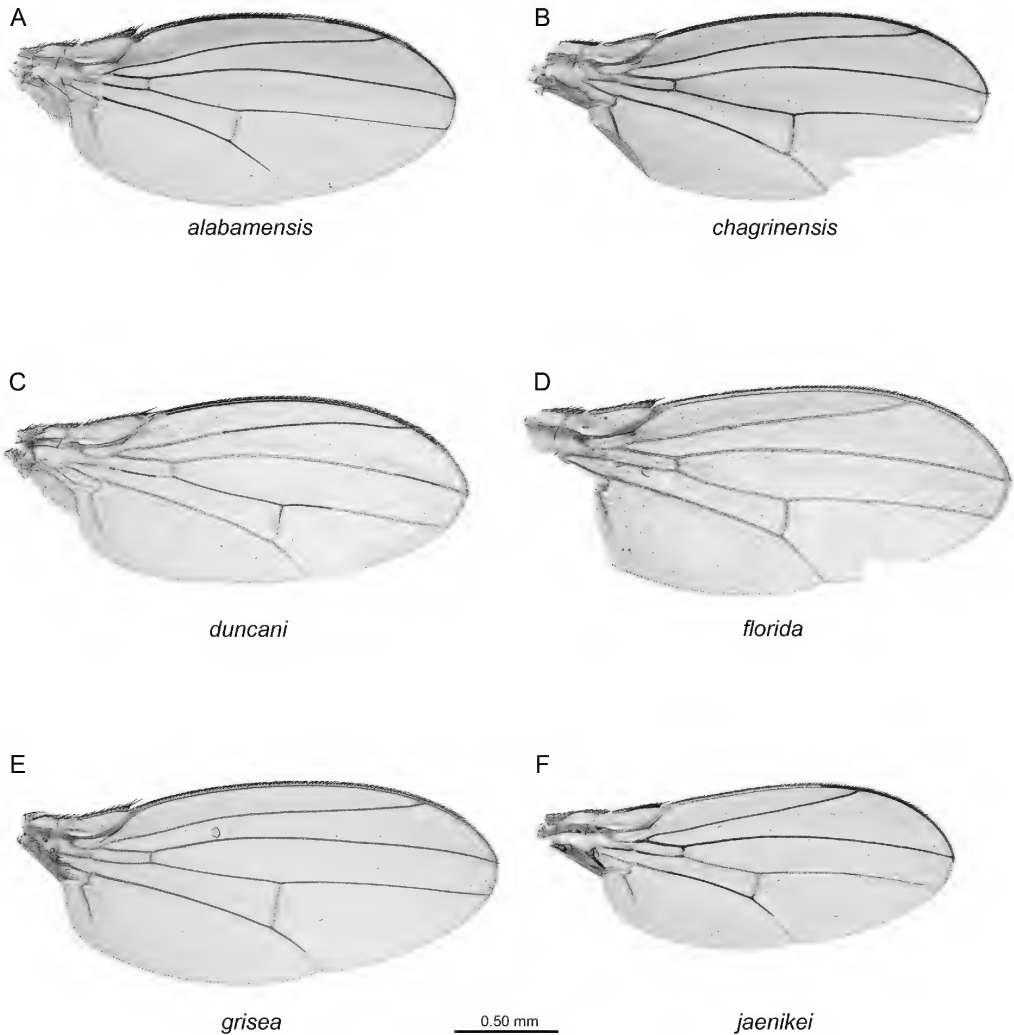 A
B
alabamensis
chagrinensis
C
D
duncani
florida
E
F
grisea
0.50 mm
jaenikei